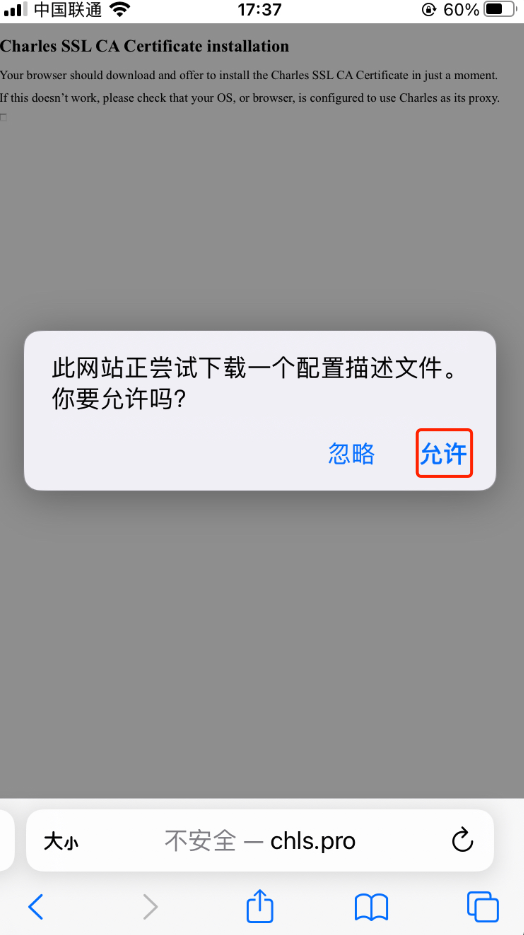 中国联通 17:37 60%
Charles SSL CA Certificate installation
Your browser should download and offer to install the Charles SSL CA Certificate in just a moment.
If this doesn’t work, please check that your OS, or browser, is configured to use Charles as its proxy.
此网站正尝试下载一个配置描述文件。
你要允许吗?
忽略 允许
大小 不安全 — chls.pro